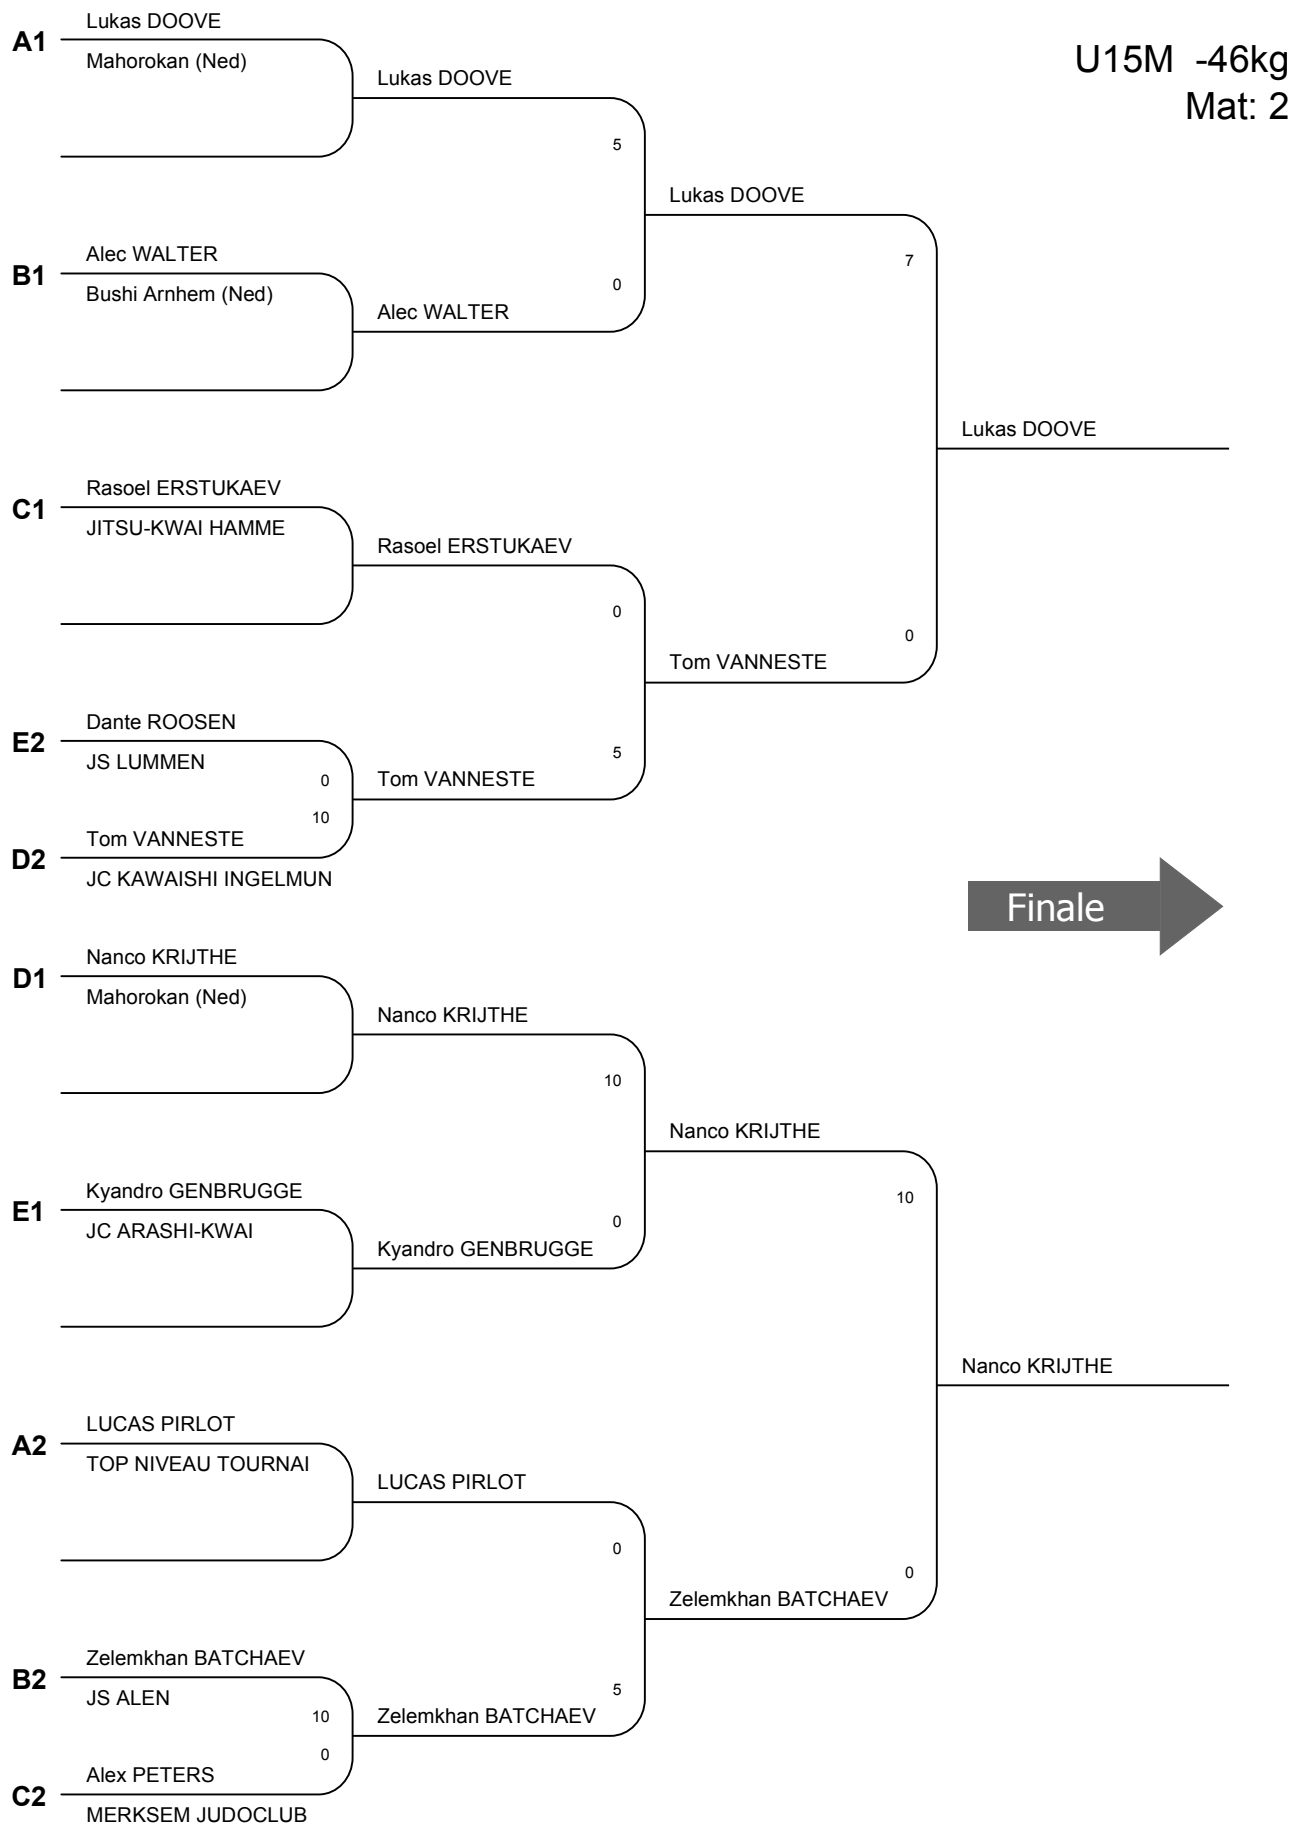 U15M -46kg
Mat: 2
A1
Lukas DOOVE
Mahorokan (Ned)
Lukas DOOVE
5
Lukas DOOVE
B1
Alec WALTER
Bushi Arnhem (Ned)
0
Alec WALTER
7
Lukas DOOVE
C1
Rasoel ERSTUKAEV
JITSU-KWAI HAMME
Rasoel ERSTUKAEV
0
0
Tom VANNESTE
E2
Dante ROOSEN
JS LUMMEN
0
5
Tom VANNESTE
10
D2
Tom VANNESTE
JC KAWAISHI INGELMUN
Finale
D1
Nanco KRIJTHE
Mahorokan (Ned)
Nanco KRIJTHE
10
Nanco KRIJTHE
E1
Kyandro GENBRUGGE
JC ARASHI-KWAI
0
Kyandro GENBRUGGE
10
Nanco KRIJTHE
A2
LUCAS PIRLOT
TOP NIVEAU TOURNAI
LUCAS PIRLOT
0
0
Zelemkhan BATCHAEV
B2
Zelemkhan BATCHAEV
JS ALEN
10
5
Zelemkhan BATCHAEV
0
C2
Alex PETERS
MERKSEM JUDOCLUB